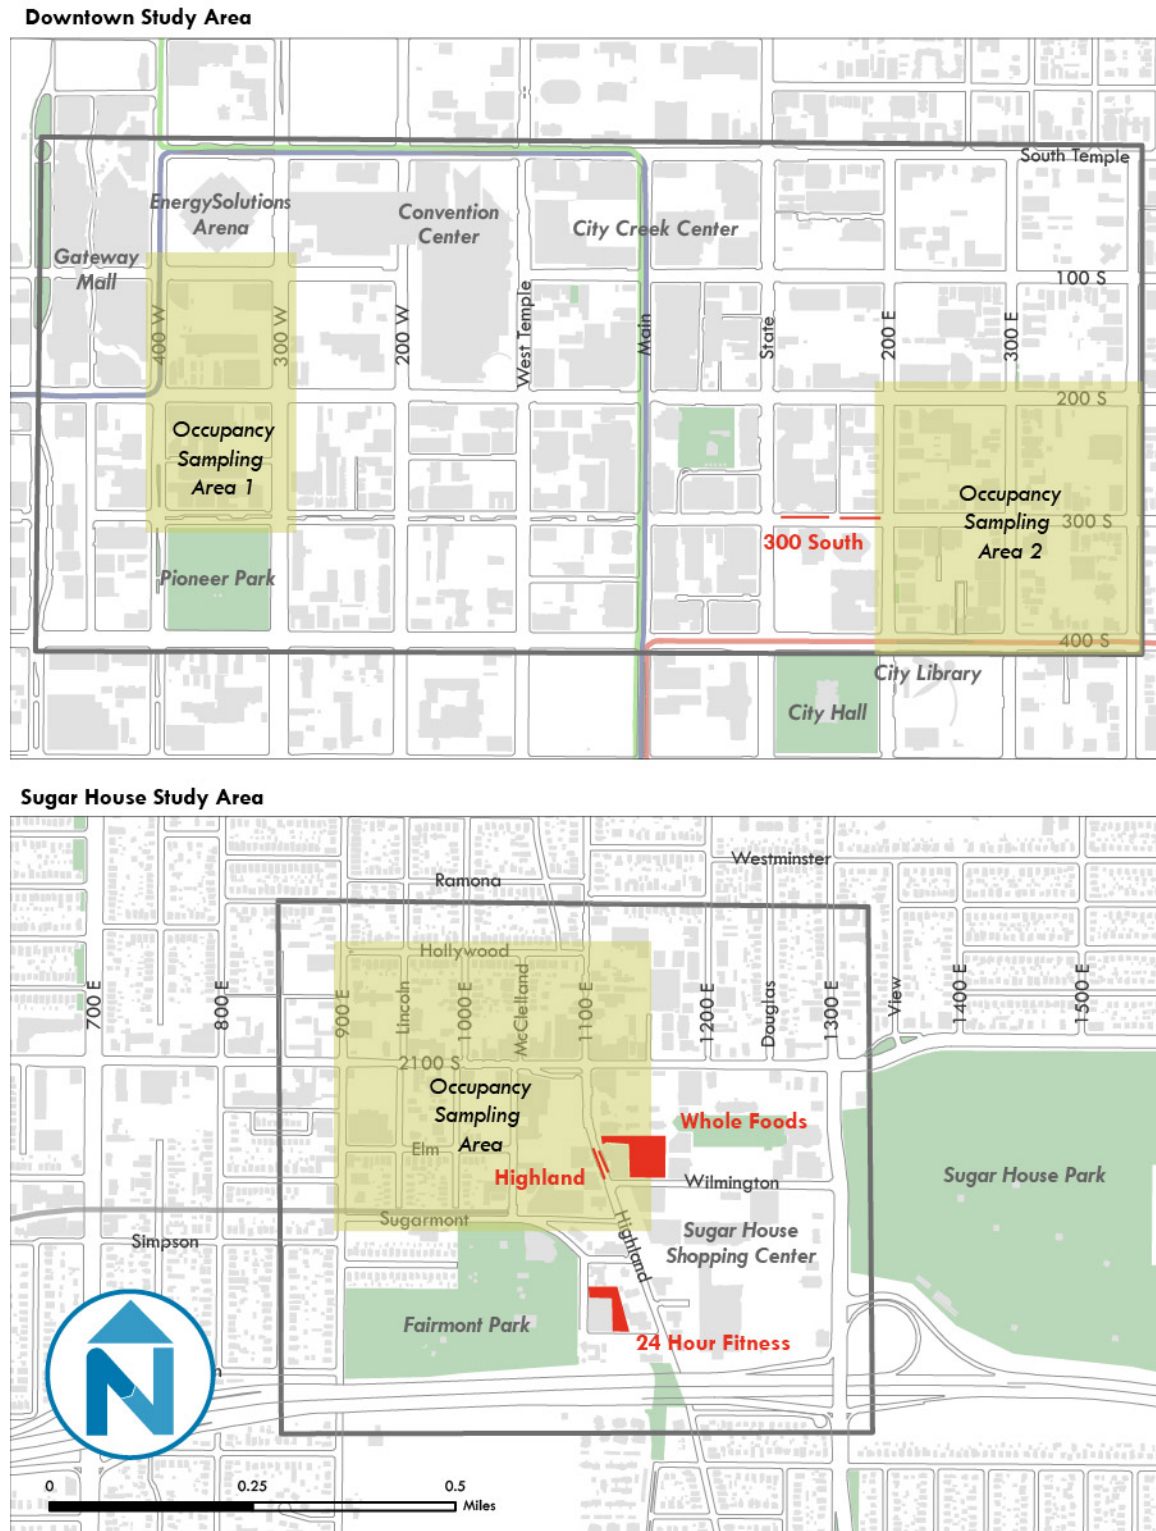 Downtown Study Area
South Temple
EnergySolutions
Arena
Convention
Center
City Creek Center
Gateway
Mall
100 S
400 W
300 W
200 W
West Temple
Main
State
200 E
300 E
200 S
Occupancy
Sampling
Area 1
Occupancy
Sampling
Area 2
300 S
300 South
Pioneer Park
400 S
City Library
City Hall
Sugar House Study Area
Westminster
Ramona
Hollywood
700 E
800 E
900 E
Lincoln
1000 E
McClelland
1100 E
1200 E
Douglas
1300 E
View
1400 E
1500 E
2100 S
Occupancy
Sampling
Area
Whole Foods
Elm
Highland
Wilmington
Sugar House Park
Sugarmont
Simpson
Highland
Sugar House
Shopping Center
Fairmont Park
24 Hour Fitness
N
0
0.25
0.5
Miles